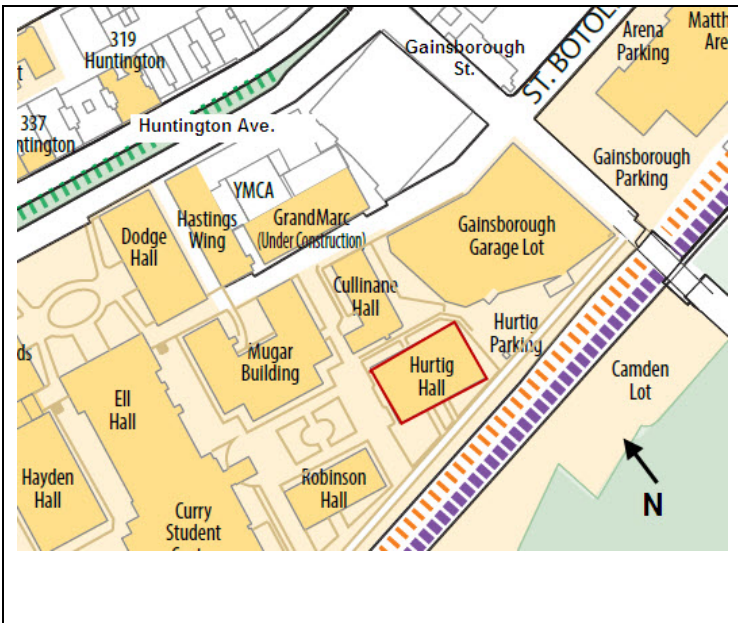 319
Huntington
Gainsborough
St.
ST. BOTOL
Arena
Parking
Matth
Are
t
337
ntington
Huntington Ave.
Gainsborough
Parking
YMCA
Hastings
Wing
GrandMarc
(Under Construction)
Dodge
Hall
Gainsborough
Garage Lot
Cullinane
Hall
Hurtig
Parking
ds
Mugar
Building
Hurtig
Hall
Camden
Lot
Ell
Hall
Hayden
Hall
Robinson
Hall
Curry
Student
N